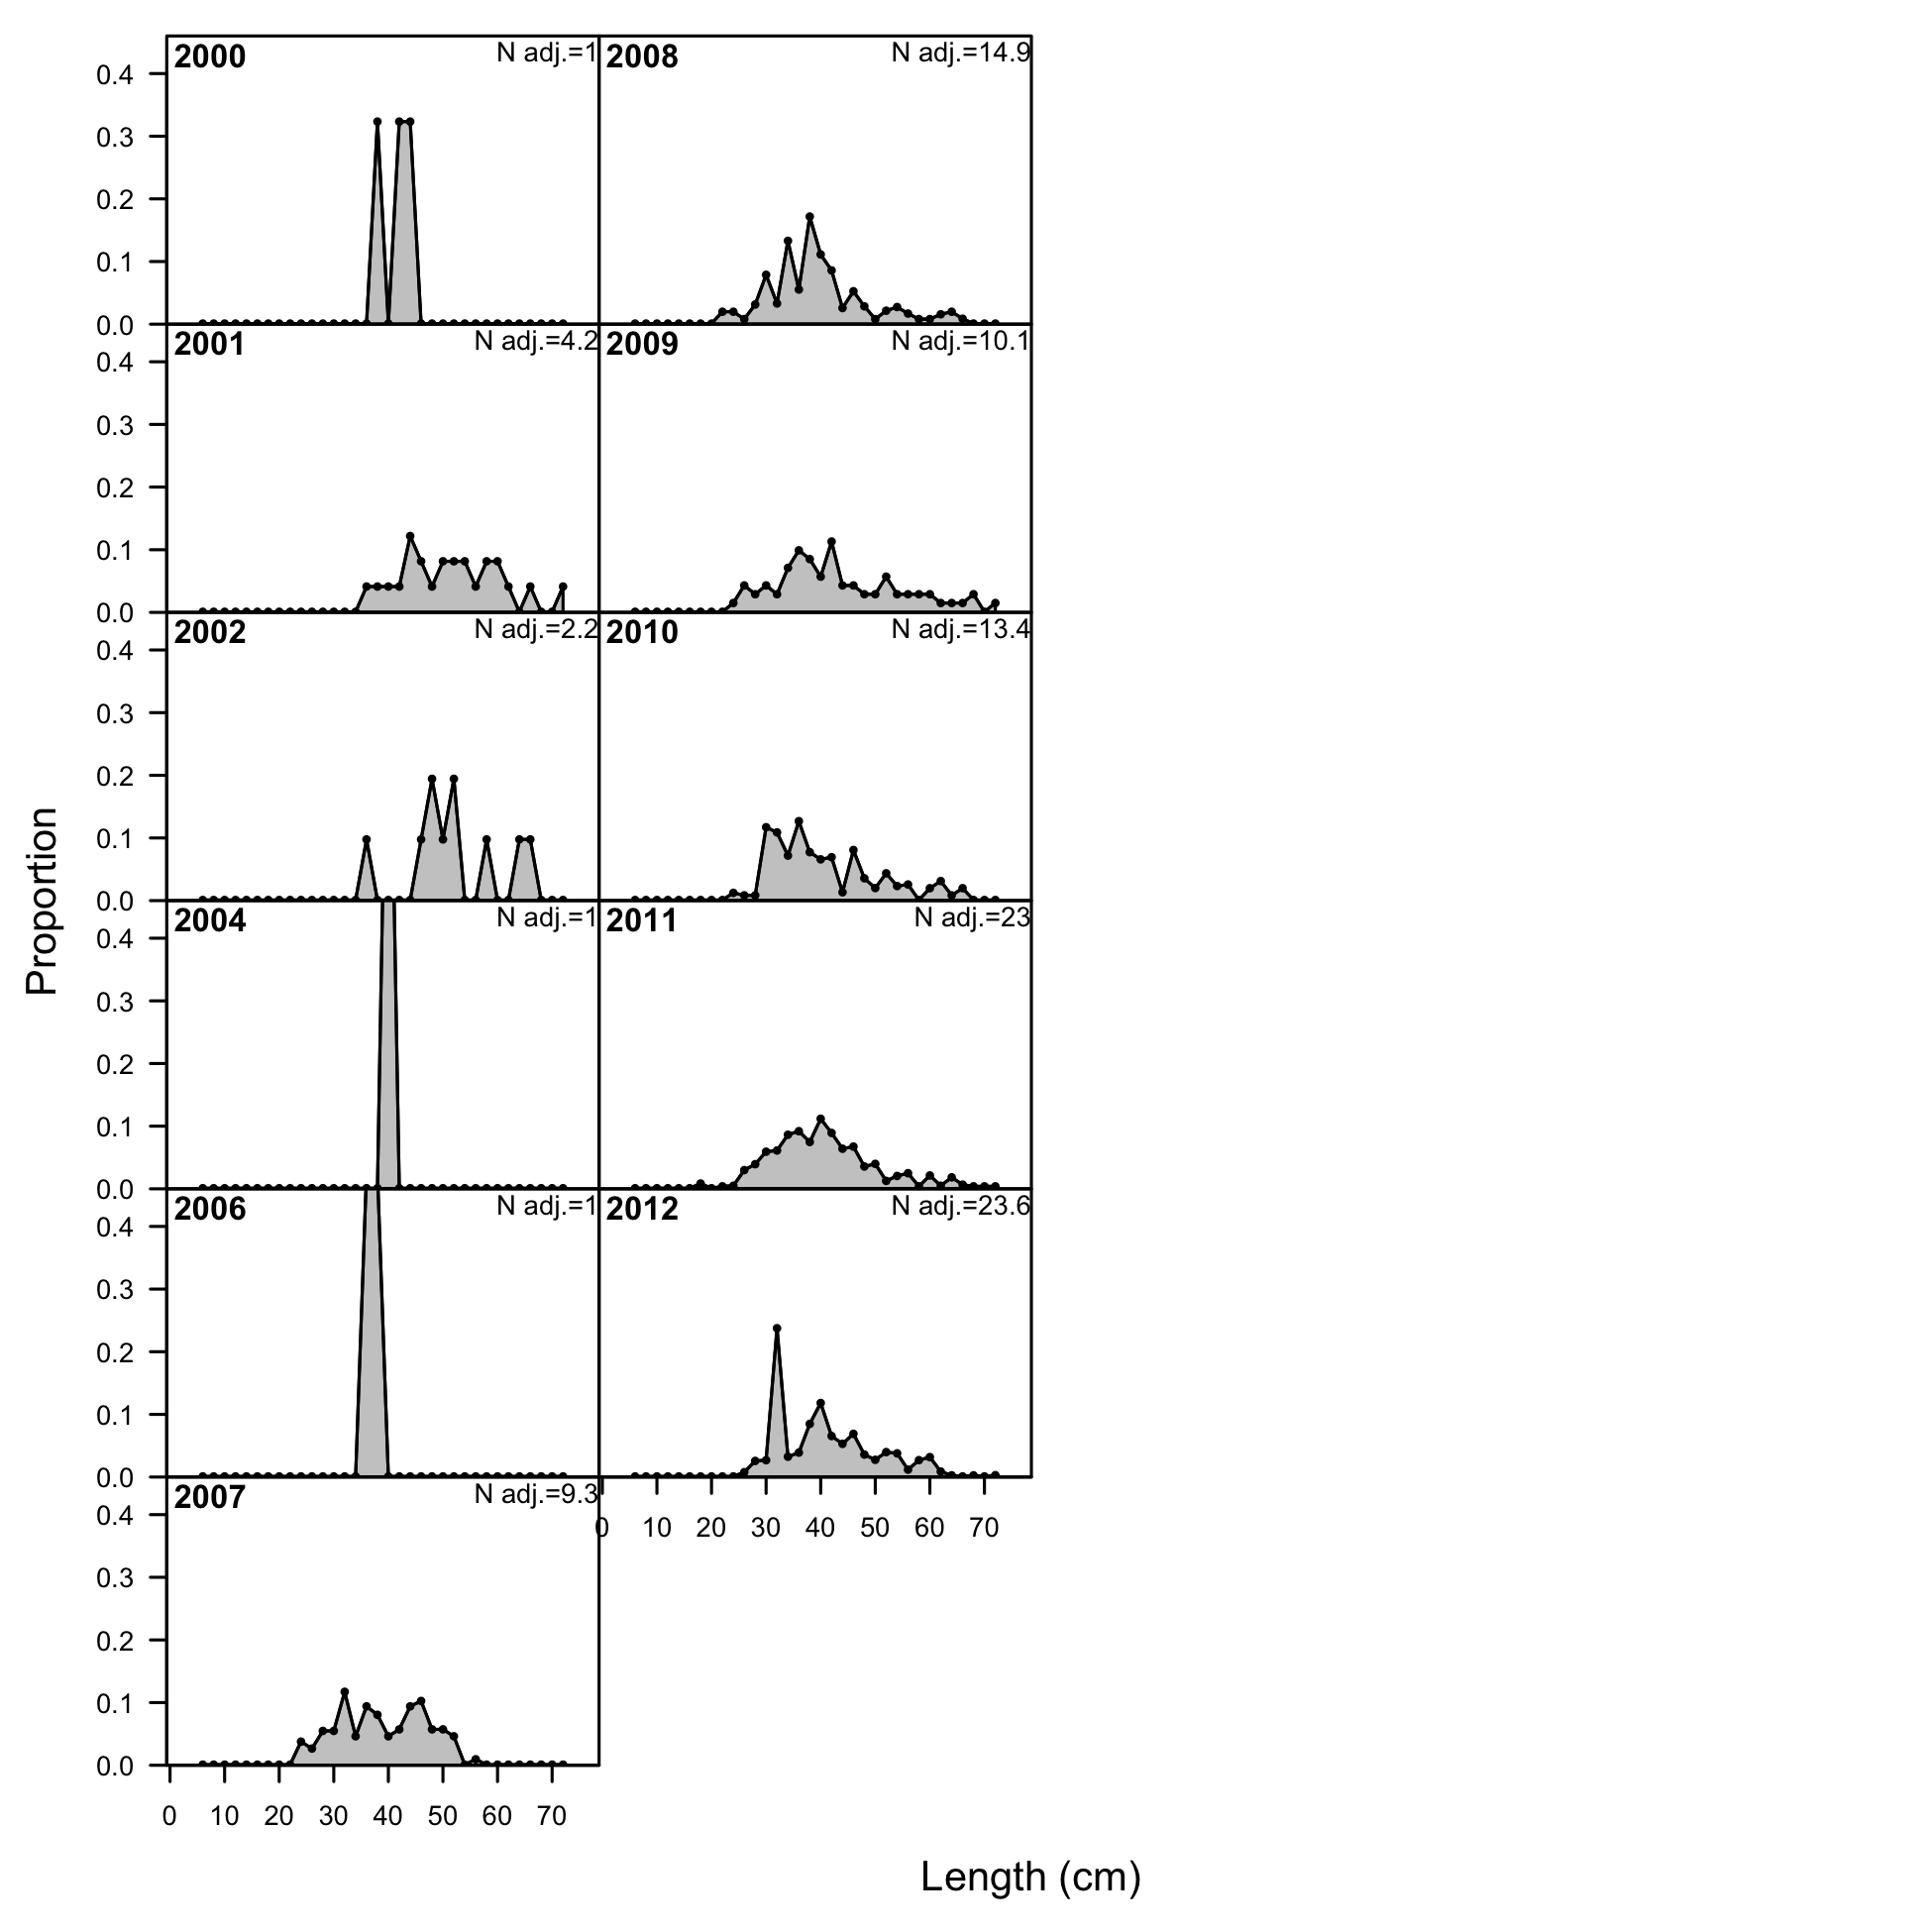 2000
N adj.=1
2008
N adj.=14.9
0.4
0.3
0.2
0.1
0.0
2001
N adj.=4.2
2009
N adj.=10.1
0.4
0.3
0.2
0.1
0.0
2002
N adj.=2.2
2010
N adj.=13.4
0.4
0.3
0.2
0.1
0.0
2004
N adj.=1
2011
N adj.=23
0.4
0.3
0.2
0.1
0.0
2006
N adj.=1
2012
N adj.=23.6
0.4
0.3
0.2
0.1
0.0
2007
N adj.=9.3
0 10 20 30 40 50 60 70
0.4
0.3
0.2
0.1
0.0
0 10 20 30 40 50 60 70
Proportion
Length (cm)